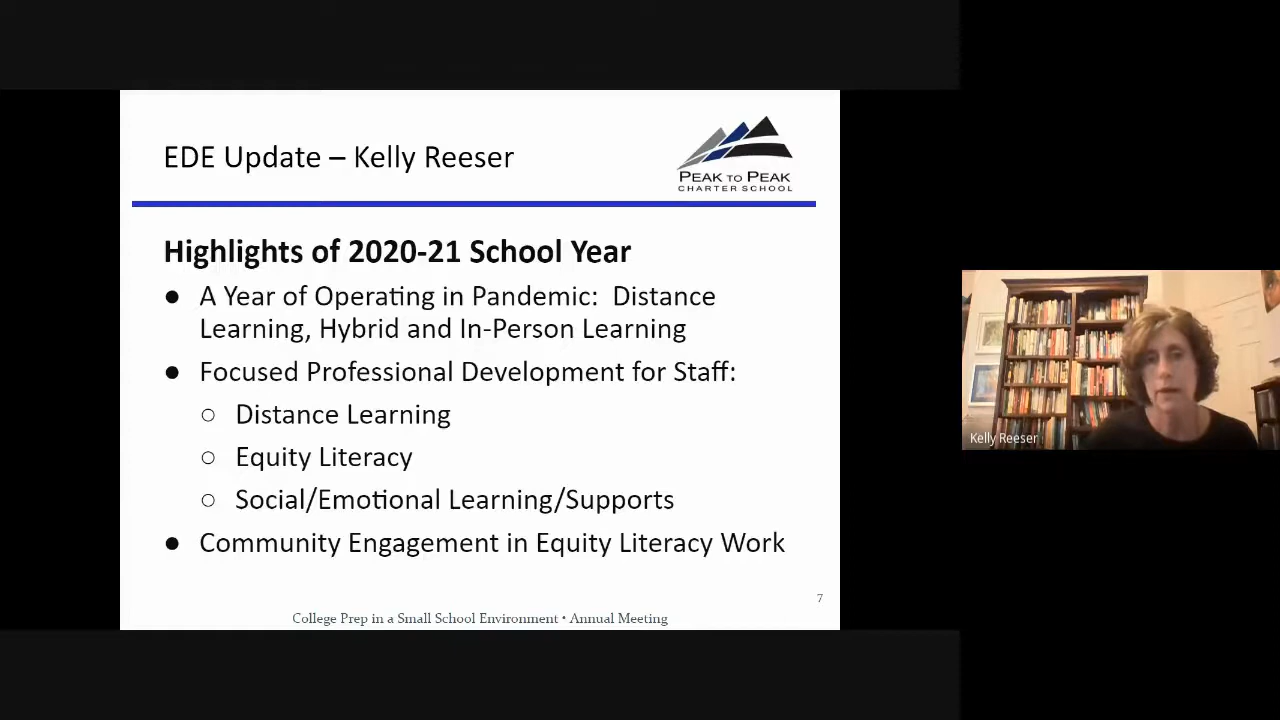 EDE Update – Kelly Reeser
PEAK TO PEAK
CHARTER SCHOOL
Highlights of 2020-21 School Year
● A Year of Operating in Pandemic:  Distance
Learning, Hybrid and In-Person Learning
● Focused Professional Development for Staff:
○ Distance Learning
○ Equity Literacy
○ Social/Emotional Learning/Supports
● Community Engagement in Equity Literacy Work
7
College Prep in a Small School Environment • Annual Meeting
Kelly Reeser